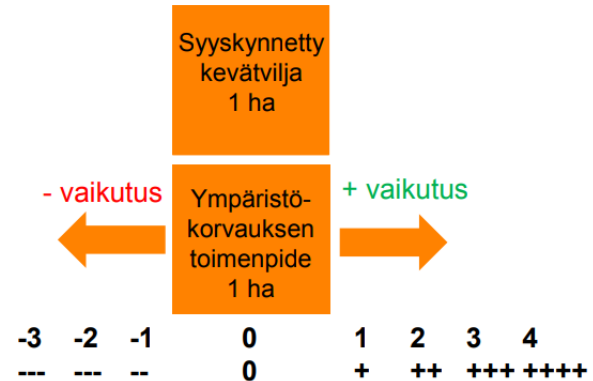 Syyskynnetty
kevätvilja
1 ha
- vaikutus
Ympäristö-
korvauksen
toimenpide
1 ha
+ vaikutus
-3 -2 -1 0 1 2 3 4
--- --- -- 0 + ++ +++ ++++